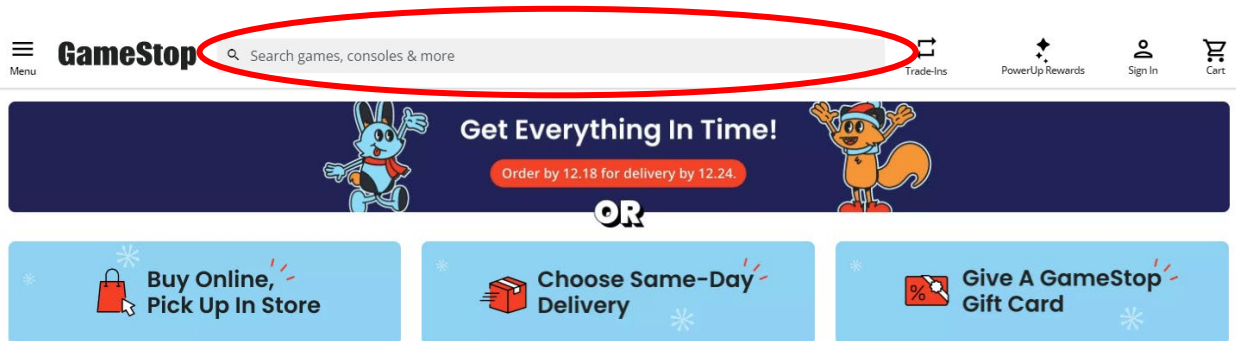 Menu
GameStop
Search games, consoles & more
Trade-Ins
PowerUp Rewards
Sign In
Cart
Get Everything In Time!
Order by 12.18 for delivery by 12.24.
OR
Buy Online,
Pick Up In Store
Choose Same-Day
Delivery
%
Give A GameStop
Gift Card